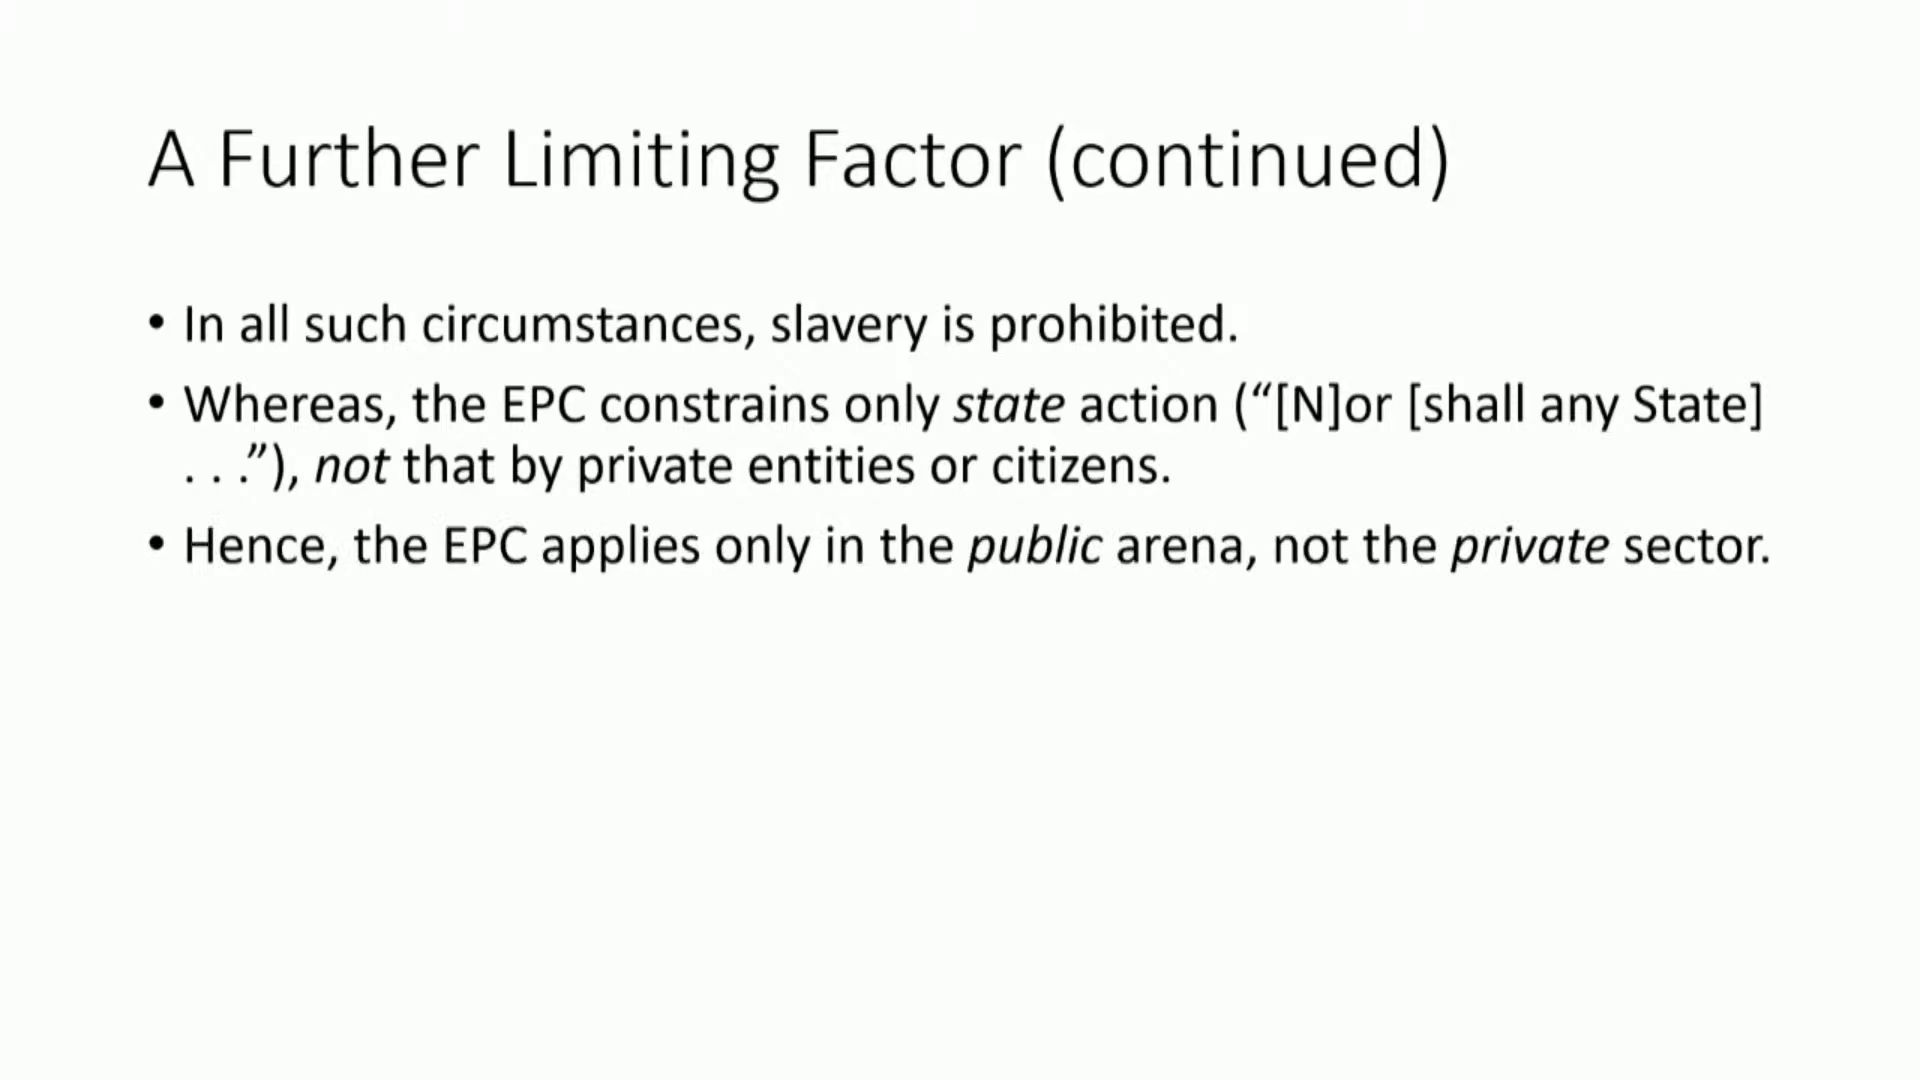 A Further Limiting Factor (continued)
• In all such circumstances, slavery is prohibited.
• Whereas, the EPC constrains only state action (“[N]or [shall any State]
. . .”), not that by private entities or citizens.
• Hence, the EPC applies only in the public arena, not the private sector.